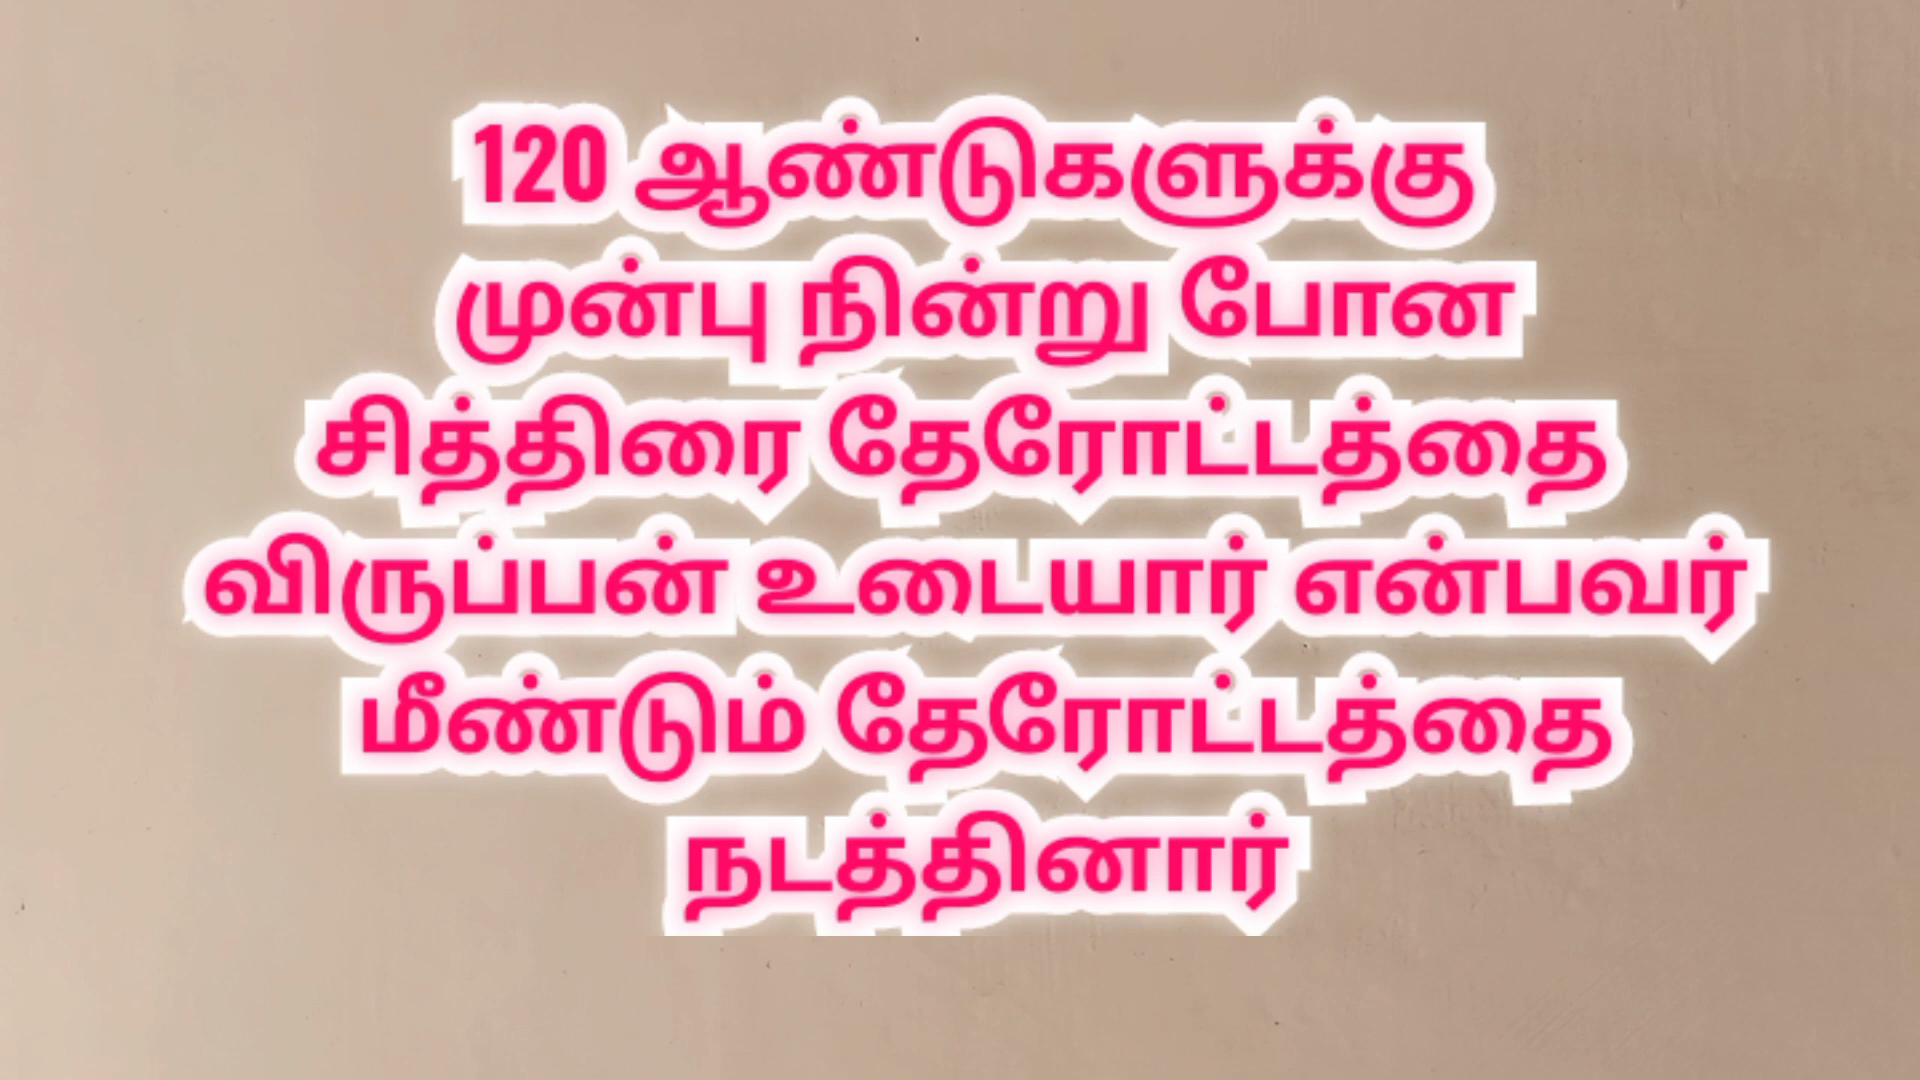 120 ஆண்டுகளுக்கு
முன்பு நின்று போன
சித்திரை தேரோட்டத்தை
விருப்பன் உடையார் என்பவர்
மீண்டும் தேரோட்டத்தை
நடத்தினார்